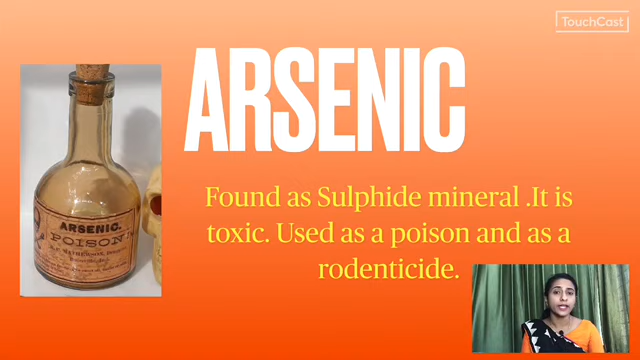 TouchCast
ARSENIC
ARSENIC.
POISON
Found as Sulphide mineral .It is
toxic. Used as a poison and as a
rodenticide.